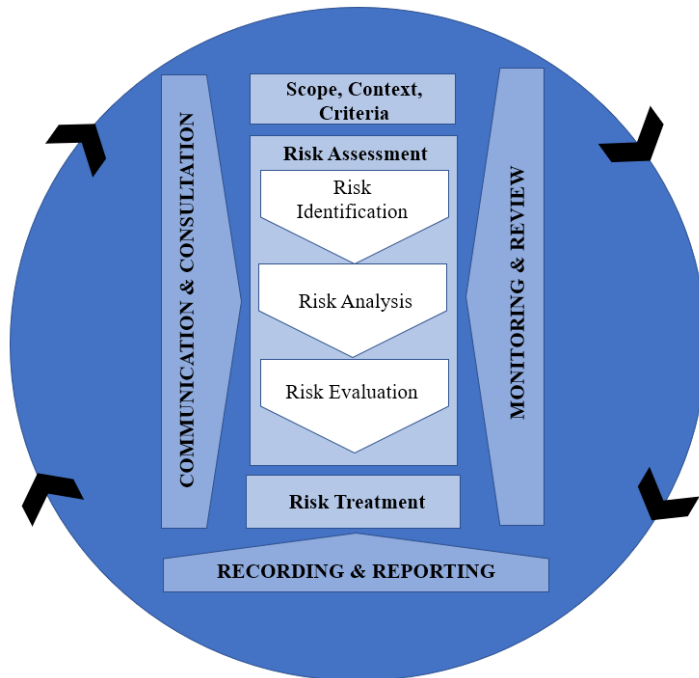 Scope, Context,
Criteria
Risk Assessment
Risk
Identification
Risk Analysis
Risk Evaluation
Risk Treatment
COMMUNICATION & CONSULTATION
MONITORING & REVIEW
RECORDING & REPORTING